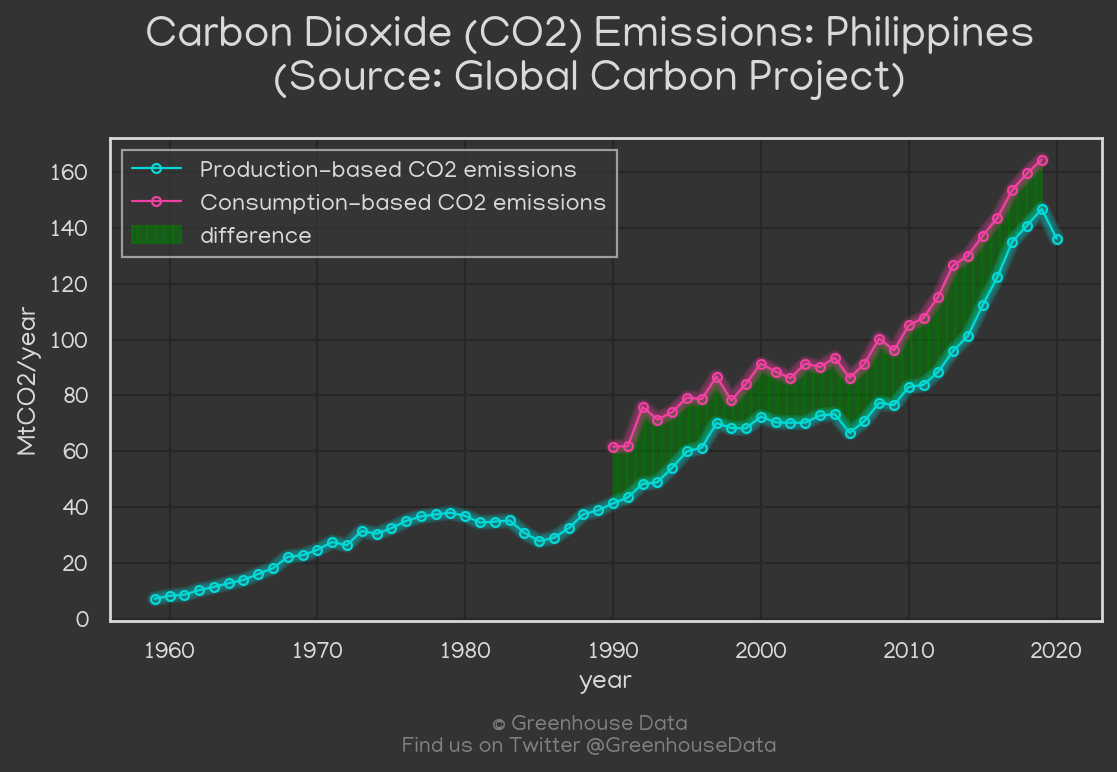 Carbon Dioxide (CO2) Emissions: Philippines
(Source: Global Carbon Project)
Production-based CO2 emissions
Consumption-based CO2 emissions
difference
160
140
120
100
80
60
40
20
0
MtCO2/year
1960 1970 1980 1990 2000 2010 2020
year
© Greenhouse Data
Find us on Twitter @GreenhouseData